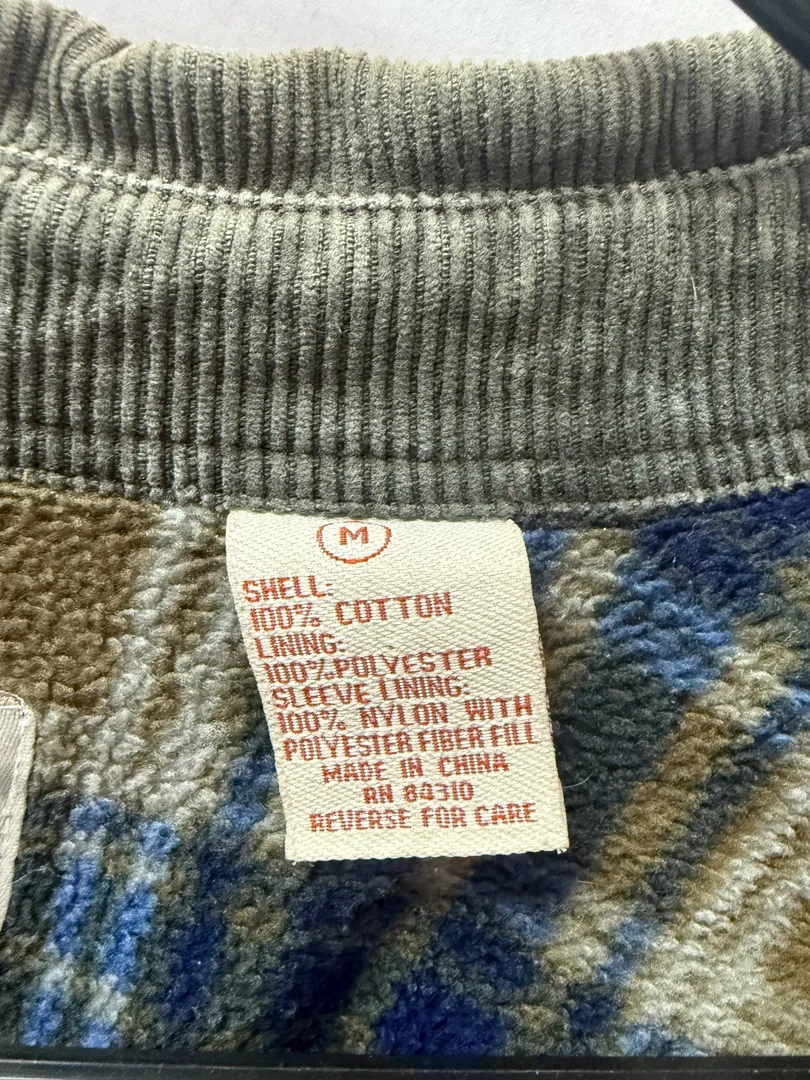 M
SHELL:
100% COTTON
LINING:
100% POLYESTER
SLEEVE LINING:
100% NYLON WITH
POLYESTER FIBER FILL
MADE IN CHINA
RN 84310
REVERSE FOR CARE